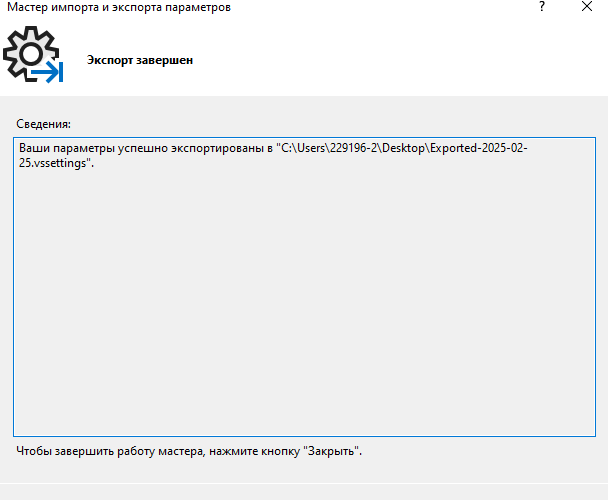 Мастер импорта и экспорта параметров
?
Экспорт завершен
Сведения:
Ваши параметры успешно экспортированы в "C:\Users\229196-2\Desktop\Exported-2025-02-
25.vssettings".
Чтобы завершить работу мастера, нажмите кнопку "Закрыть".